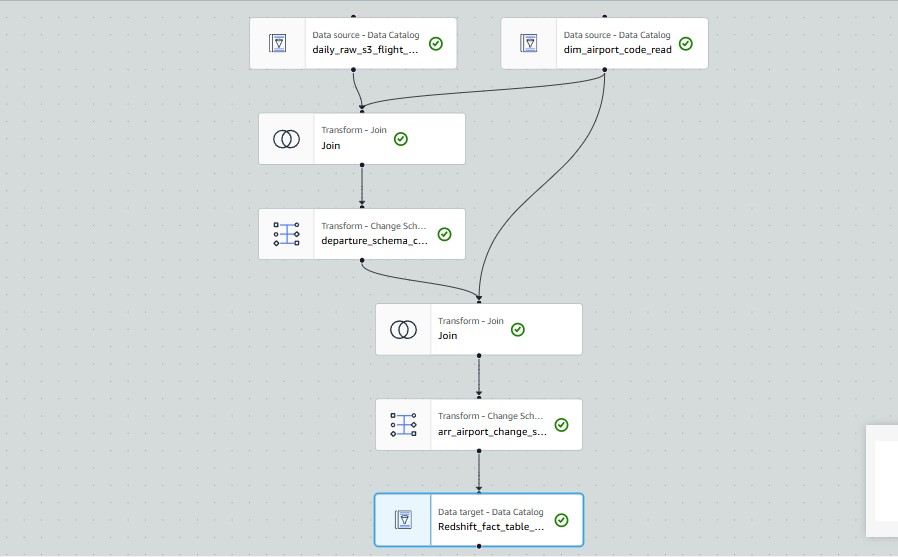 Data source - Data Catalog
daily_raw_s3_flight_...
Data source - Data Catalog
dim_airport_code_read
Transform - Join
Join
Transform - Change Sch...
departure_schema_c...
Transform - Join
Join
Transform - Change Sch...
arr_airport_change_s...
Data target - Data Catalog
Redshift_fact_table_...